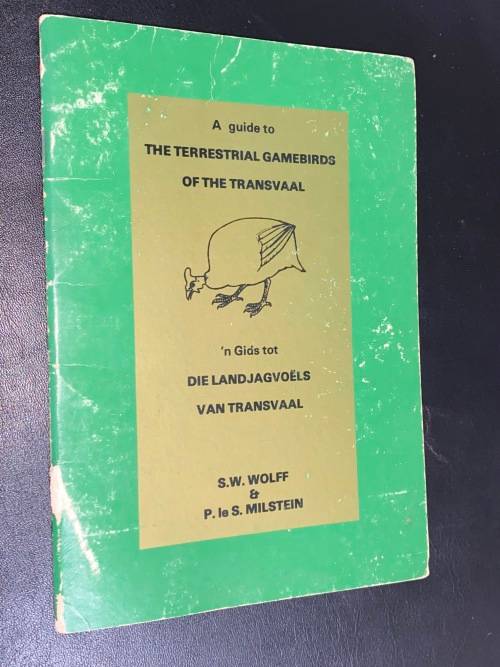 A guide to
THE TERRESTRIAL GAMEBIRDS
OF THE TRANSVAAL
'n Gids tot
DIE LANDJAGVOËLS
VAN TRANSVAAL
S.W. WOLFF
&
P. le S. MILSTEIN